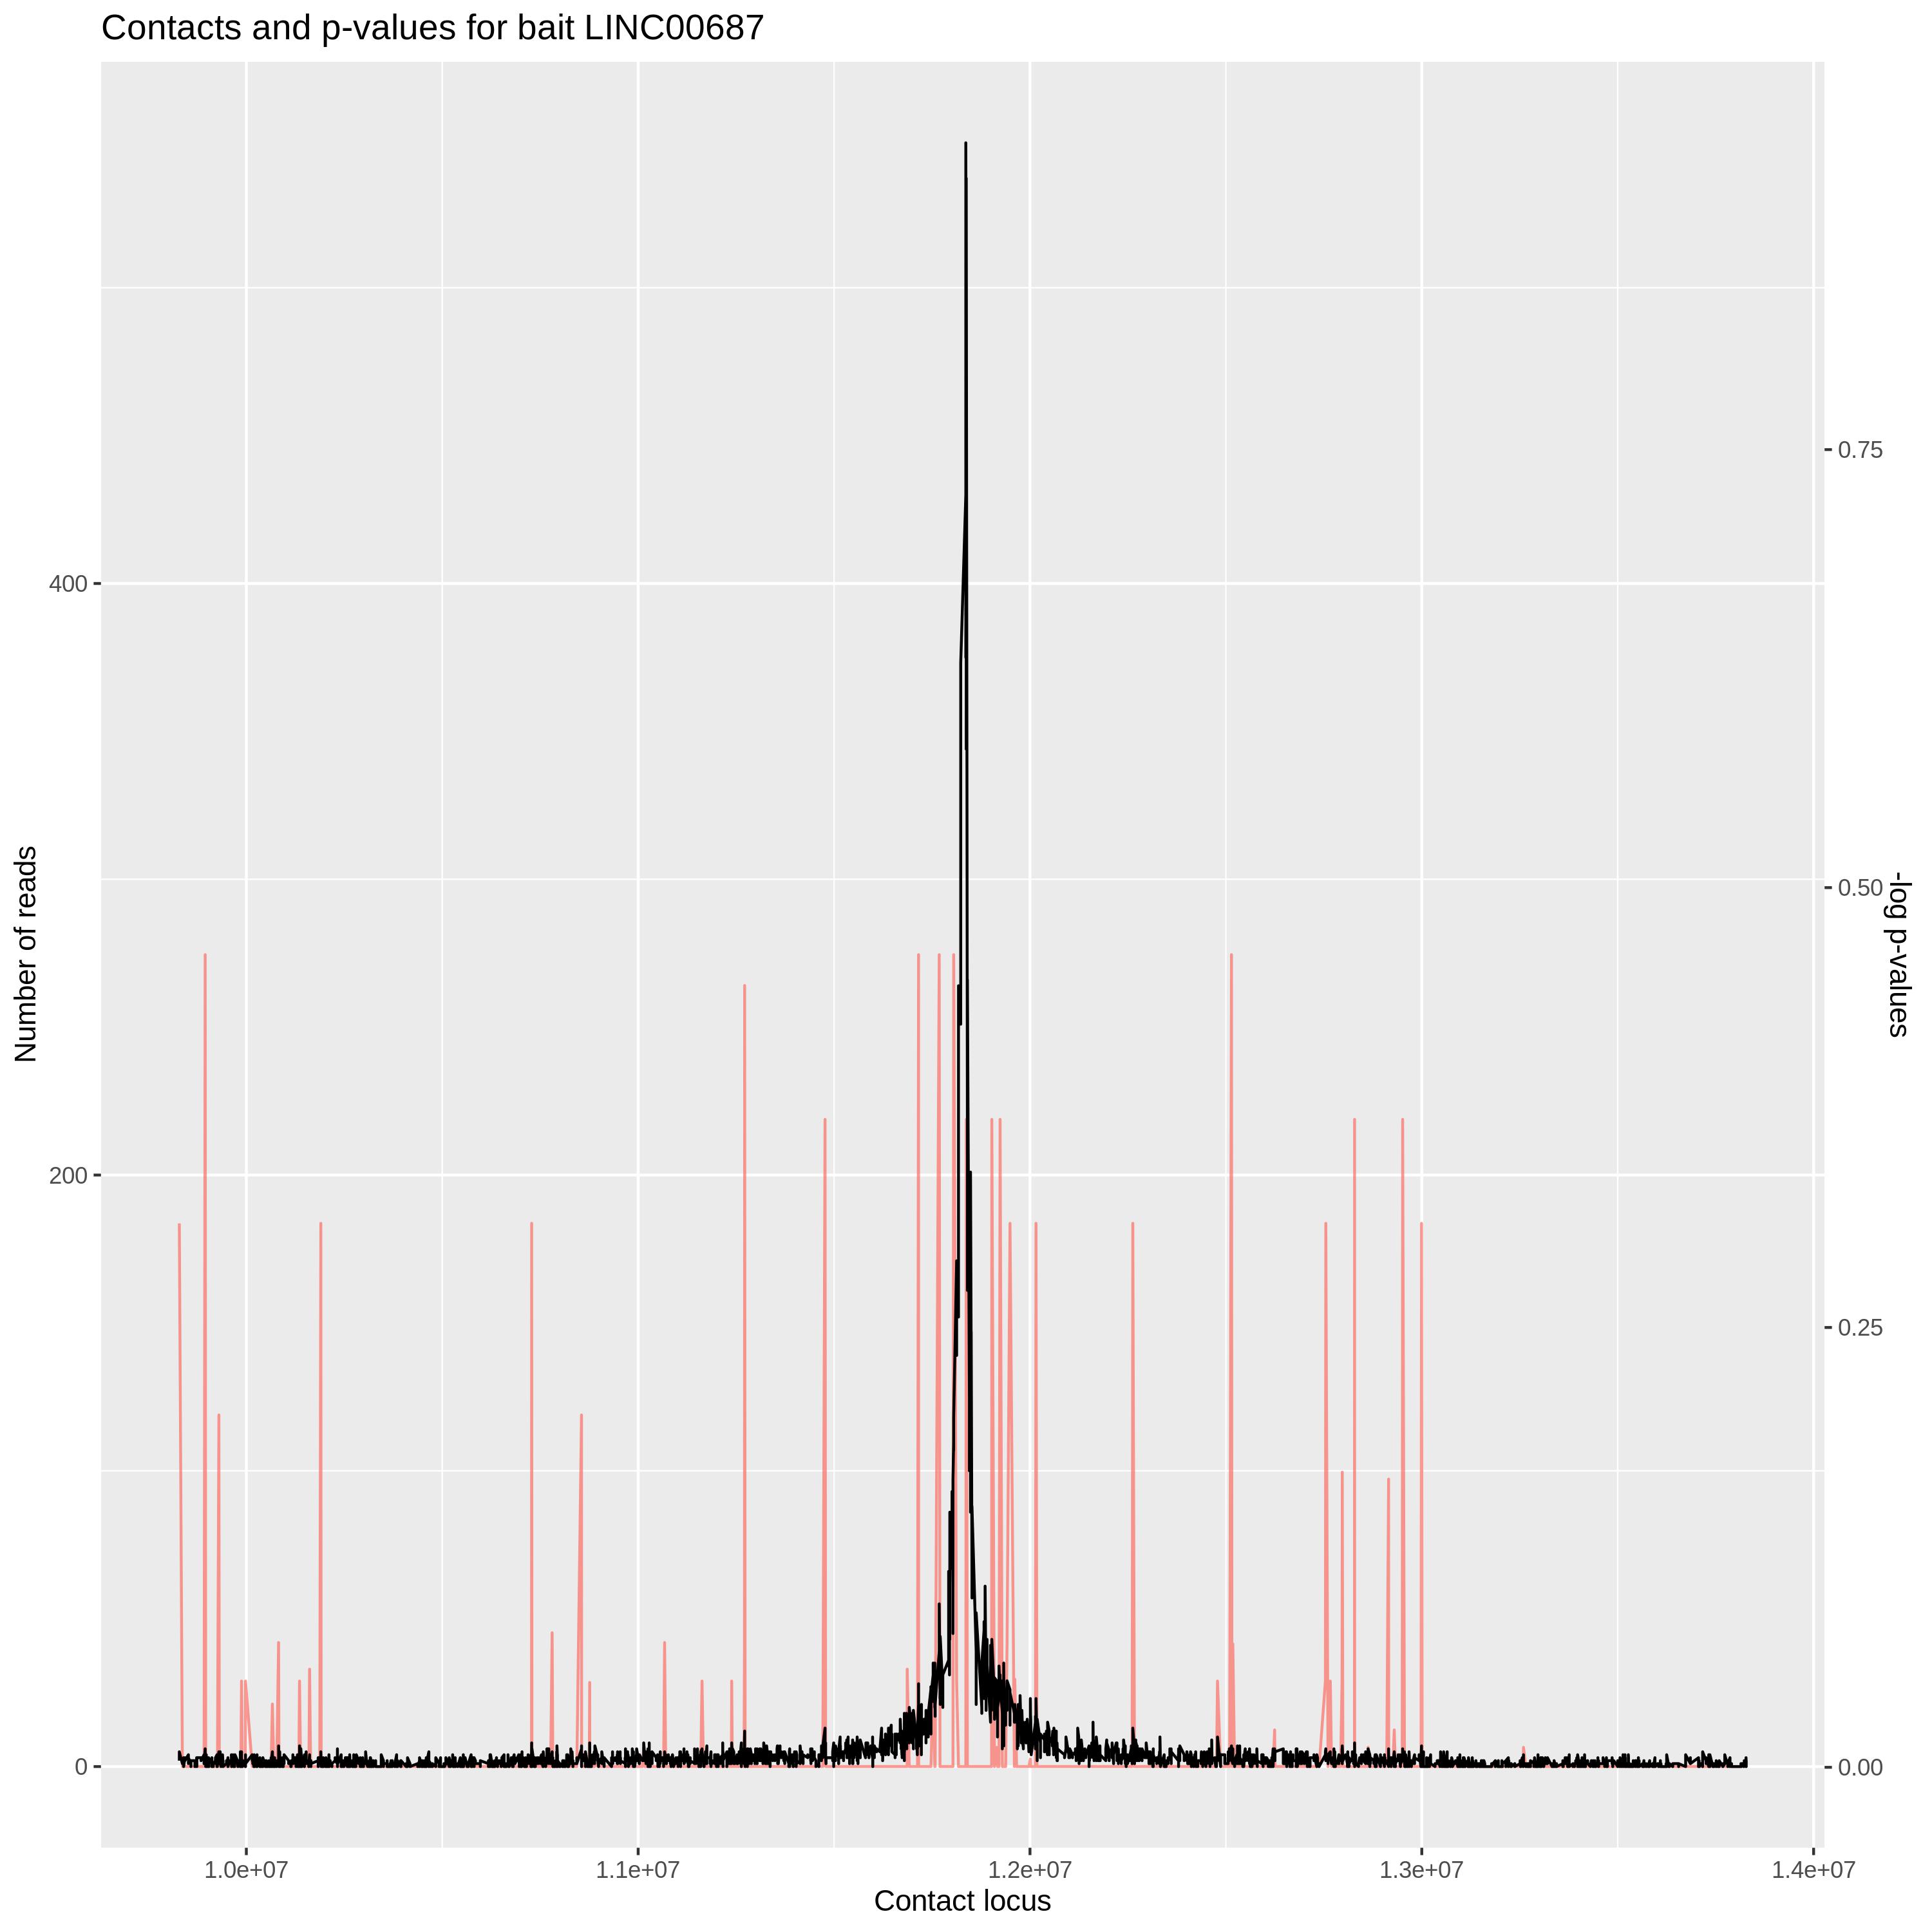 Contacts and p-values for bait LINC00687
Number of reads
400
200
0
0.75
0.50
0.25
0.00
-log p-values
1.0e+07 1.1e+07 1.2e+07 1.3e+07 1.4e+07
Contact locus